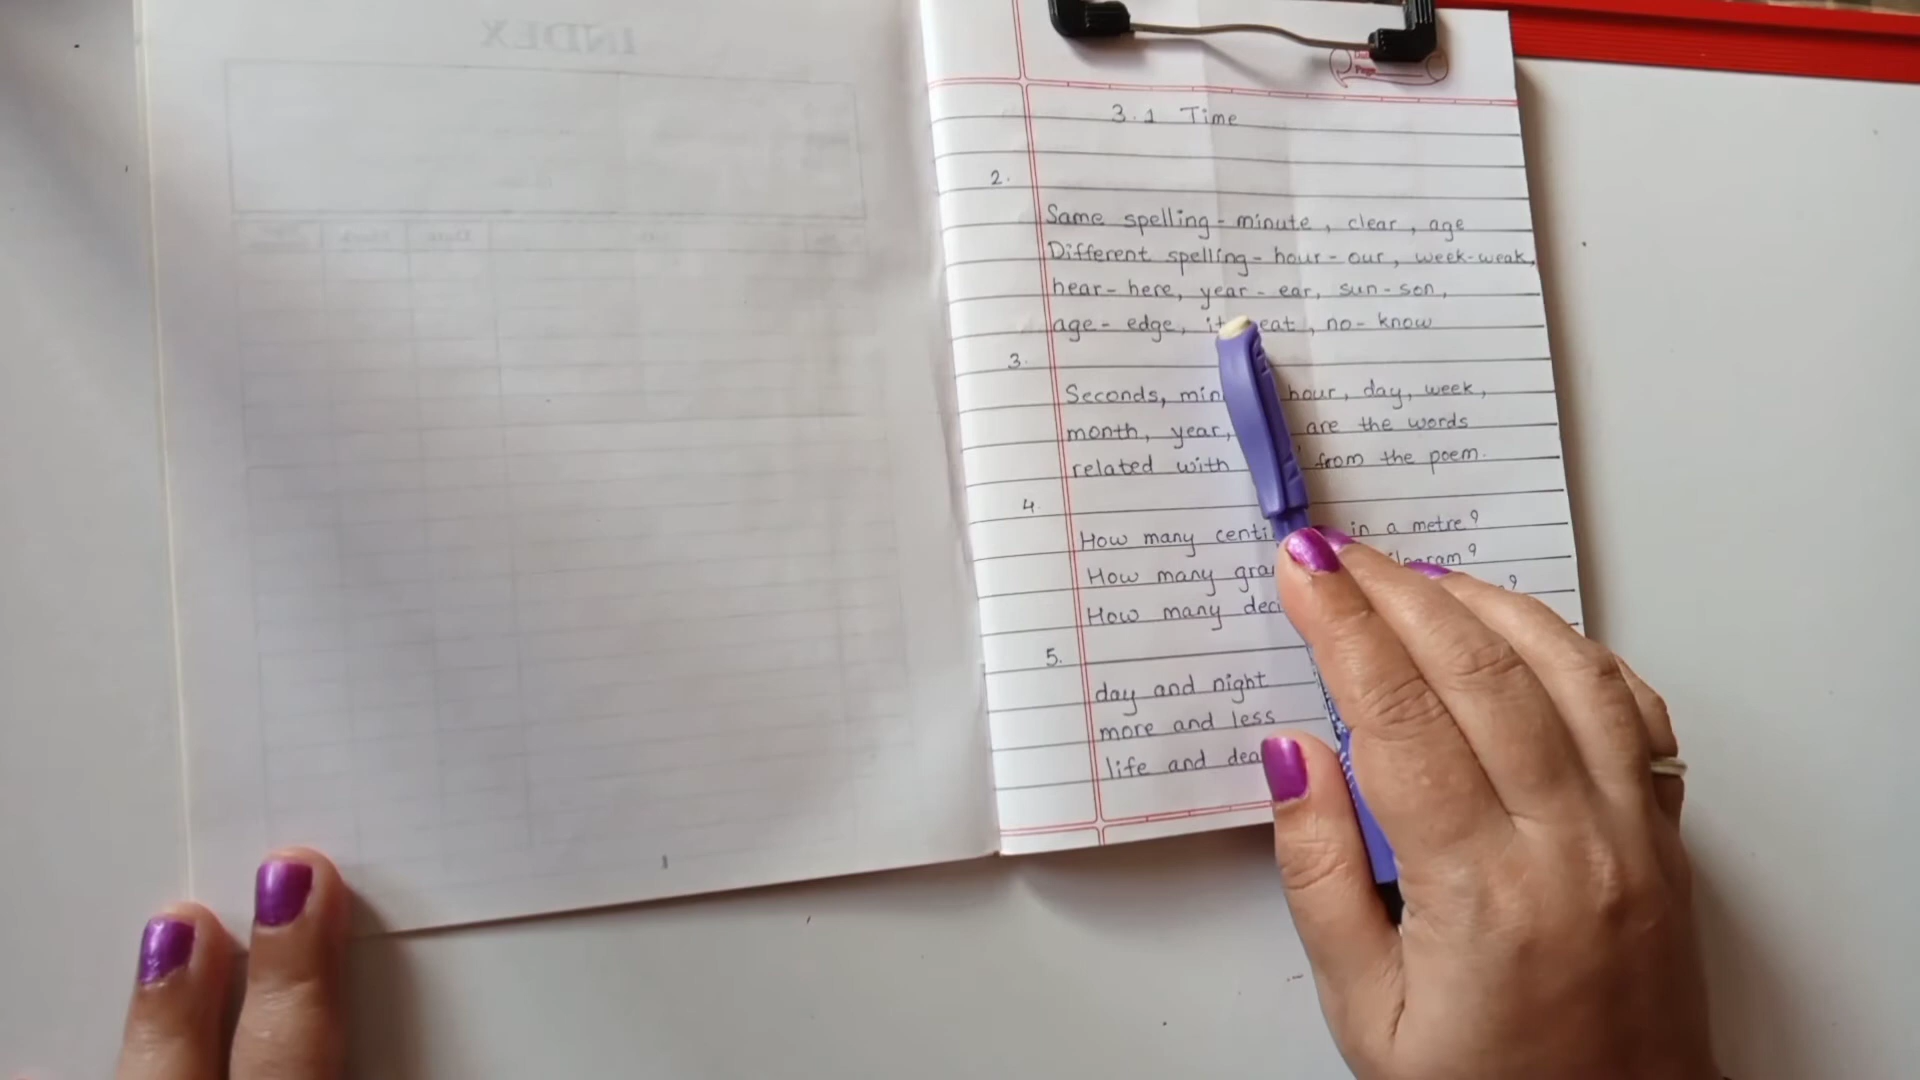 INDEX
Page
3.1 Time
2.
Same spelling - minute, clear, age
Different spelling - hour - our, week-weak,
hear - here, year - ear, sun - son,
age - edge, it eat, no - know
3.
Seconds, hour, day, week,
month, year, are the words
related with from the poem.
4.
How many in a metre?
How many
How many
5.
day and night
more and less
life and
1